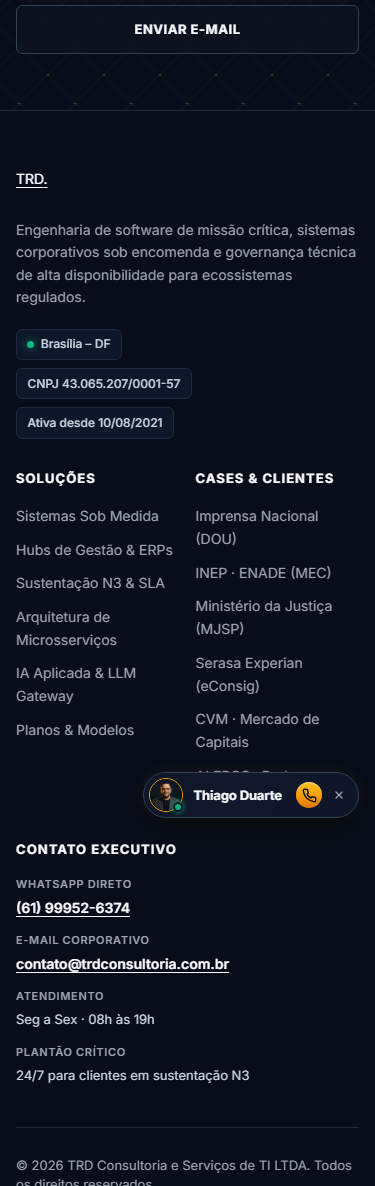 ENVIAR E-MAIL
TRD.
Engenharia de software de missão crítica, sistemas
corporativos sob encomenda e governança técnica
de alta disponibilidade para ecossistemas
regulados.
Brasília – DF
CNPJ 43.065.207/0001-57
Ativa desde 10/08/2021
SOLUÇÕES
Sistemas Sob Medida
Hubs de Gestão & ERPs
Sustentação N3 & SLA
Arquitetura de
Microsserviços
IA Aplicada & LLM
Gateway
Planos & Modelos
CASES & CLIENTES
Imprensa Nacional
(DOU)
INEP · ENADE (MEC)
Ministério da Justiça
(MJSP)
Serasa Experian
(eConsig)
CVM · Mercado de
Capitais
Thiago Duarte
×
CONTATO EXECUTIVO
WHATSAPP DIRETO
(61) 99952-6374
E-MAIL CORPORATIVO
contato@trdconsultoria.com.br
ATENDIMENTO
Seg a Sex · 08h às 19h
PLANTÃO CRÍTICO
24/7 para clientes em sustentação N3
© 2026 TRD Consultoria e Serviços de TI LTDA. Todos
os direitos reservados